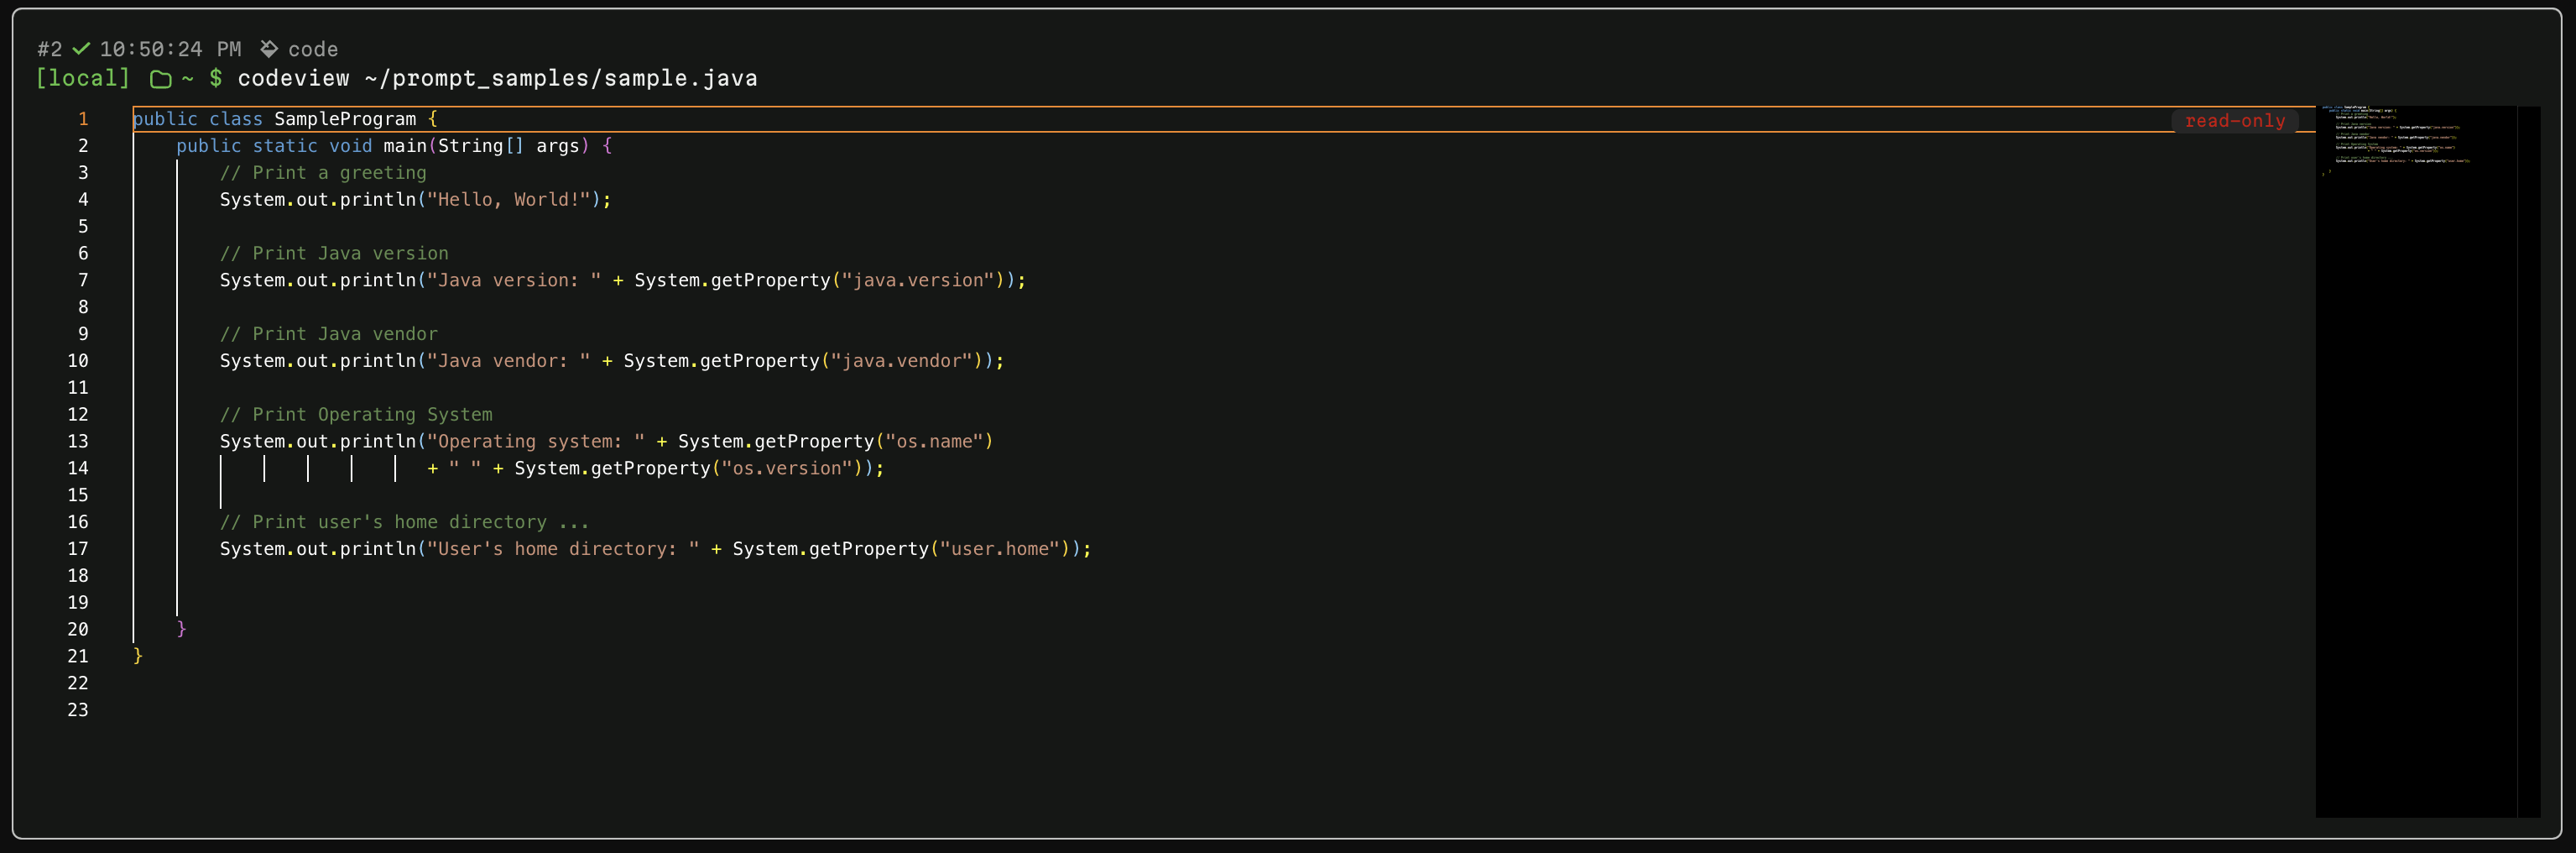 #2 ✓ 10:50:24 PM code
[local] ~ $ codeview ~/prompt_samples/sample.java
1 public class SampleProgram {
read-only
2     public static void main(String[] args) {
3         // Print a greeting
4         System.out.println("Hello, World!");
5
6         // Print Java version
7         System.out.println("Java version: " + System.getProperty("java.version"));
8
9         // Print Java vendor
10         System.out.println("Java vendor: " + System.getProperty("java.vendor"));
11
12         // Print Operating System
13         System.out.println("Operating system: " + System.getProperty("os.name")
14                            + " " + System.getProperty("os.version"));
15
16         // Print user's home directory ...
17         System.out.println("User's home directory: " + System.getProperty("user.home"));
18
19
20     }
21 }
22
23